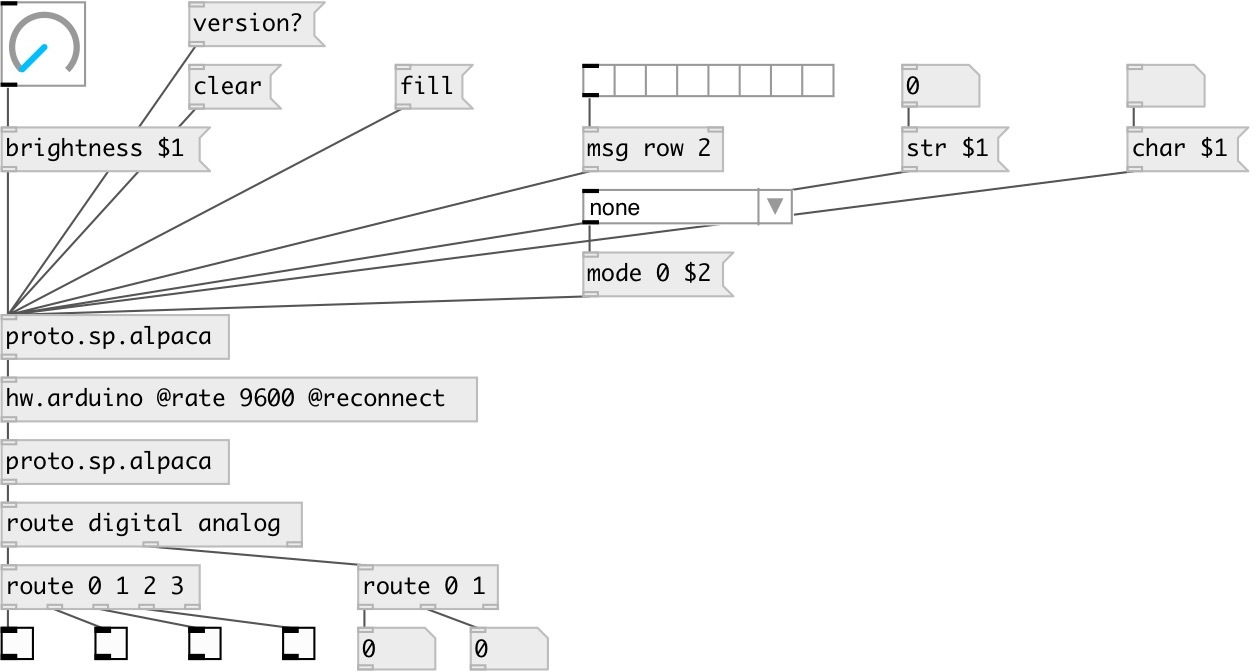 version?
clear
fill
0
brightness $1
msg row 2
str $1
char $1
none
mode 0 $2
proto.sp.alpaca
hw.arduino @rate 9600 @reconnect
proto.sp.alpaca
route digital analog
route 0 1 2 3
route 0 1
0
0